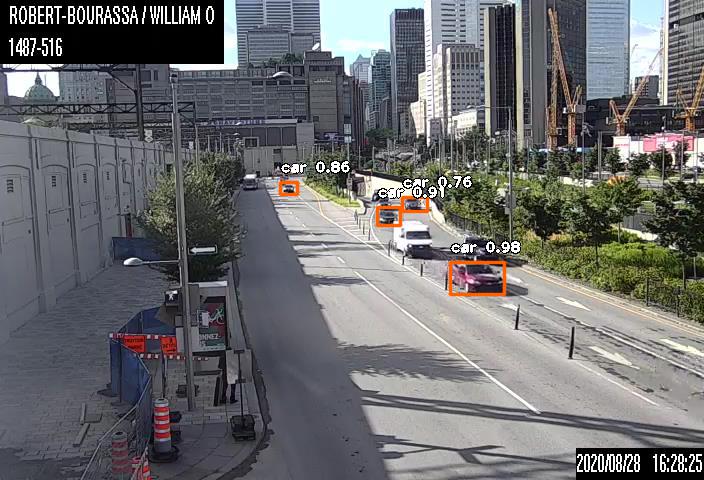 ROBERT-BOURASSA / WILLIAM O
1487-516
car 0.86
car 0.76
car 0.91
car 0.98
2020/08/28 16:28:25